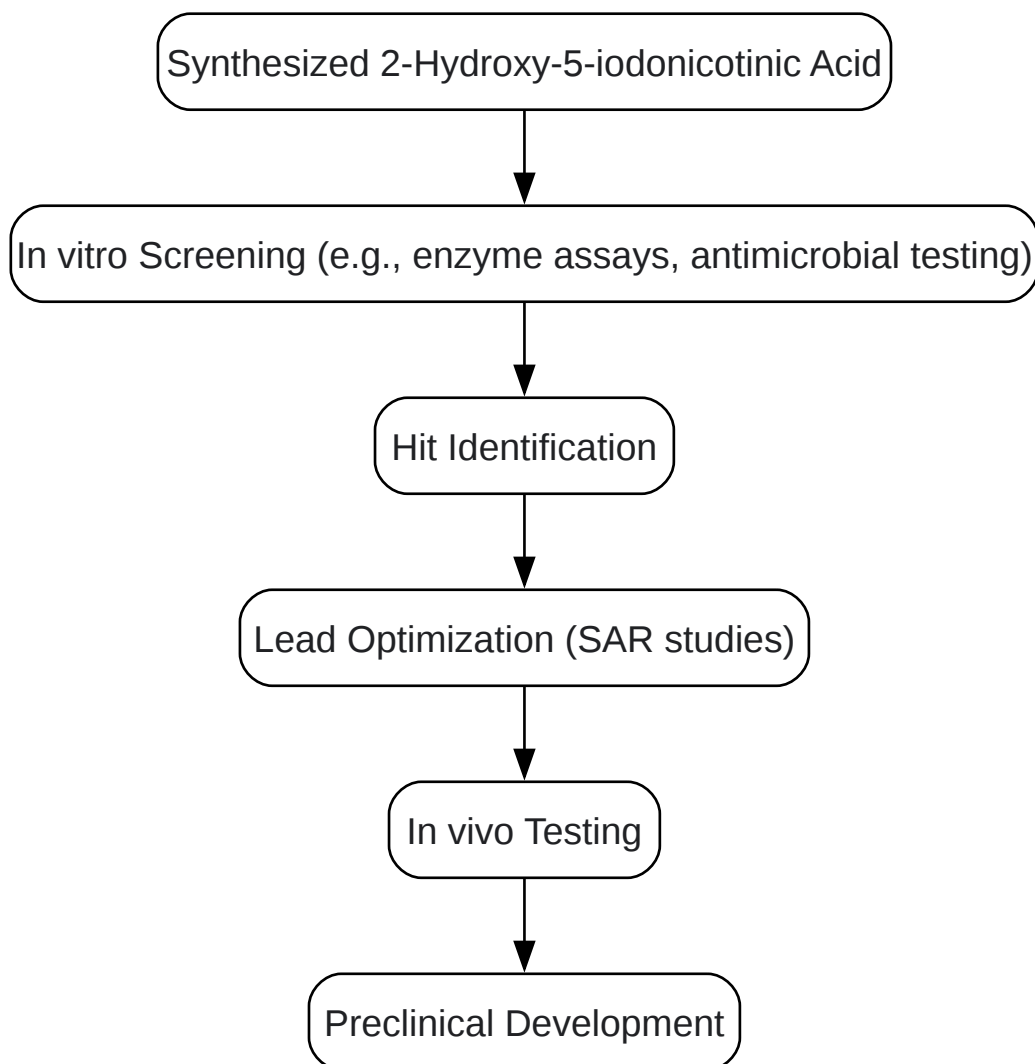 Synthesized 2-Hydroxy-5-iodonicotinic Acid
In vitro Screening (e.g., enzyme assays, antimicrobial testing)
Hit Identification
Lead Optimization (SAR studies)
In vivo Testing
Preclinical Development